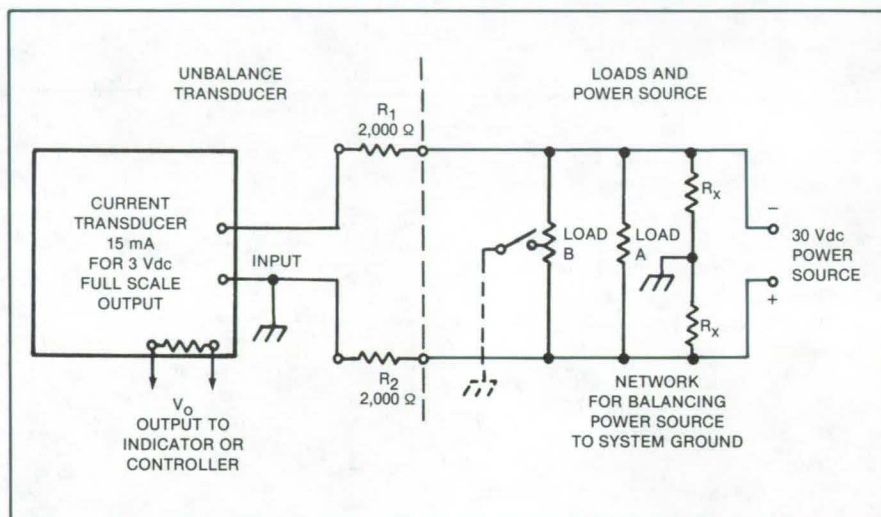 UNBALANCE
TRANSDUCER
LOADS AND
POWER SOURCE
R1
2,000 Ω
CURRENT
TRANSDUCER
15 mA
FOR 3 Vdc
FULL SCALE
OUTPUT
INPUT
LOAD
B
LOAD
A
RX
−
30 Vdc
POWER
SOURCE
+
RX
R2
2,000 Ω
VO
OUTPUT TO
INDICATOR OR
CONTROLLER
NETWORK
FOR BALANCING
POWER SOURCE
TO SYSTEM GROUND